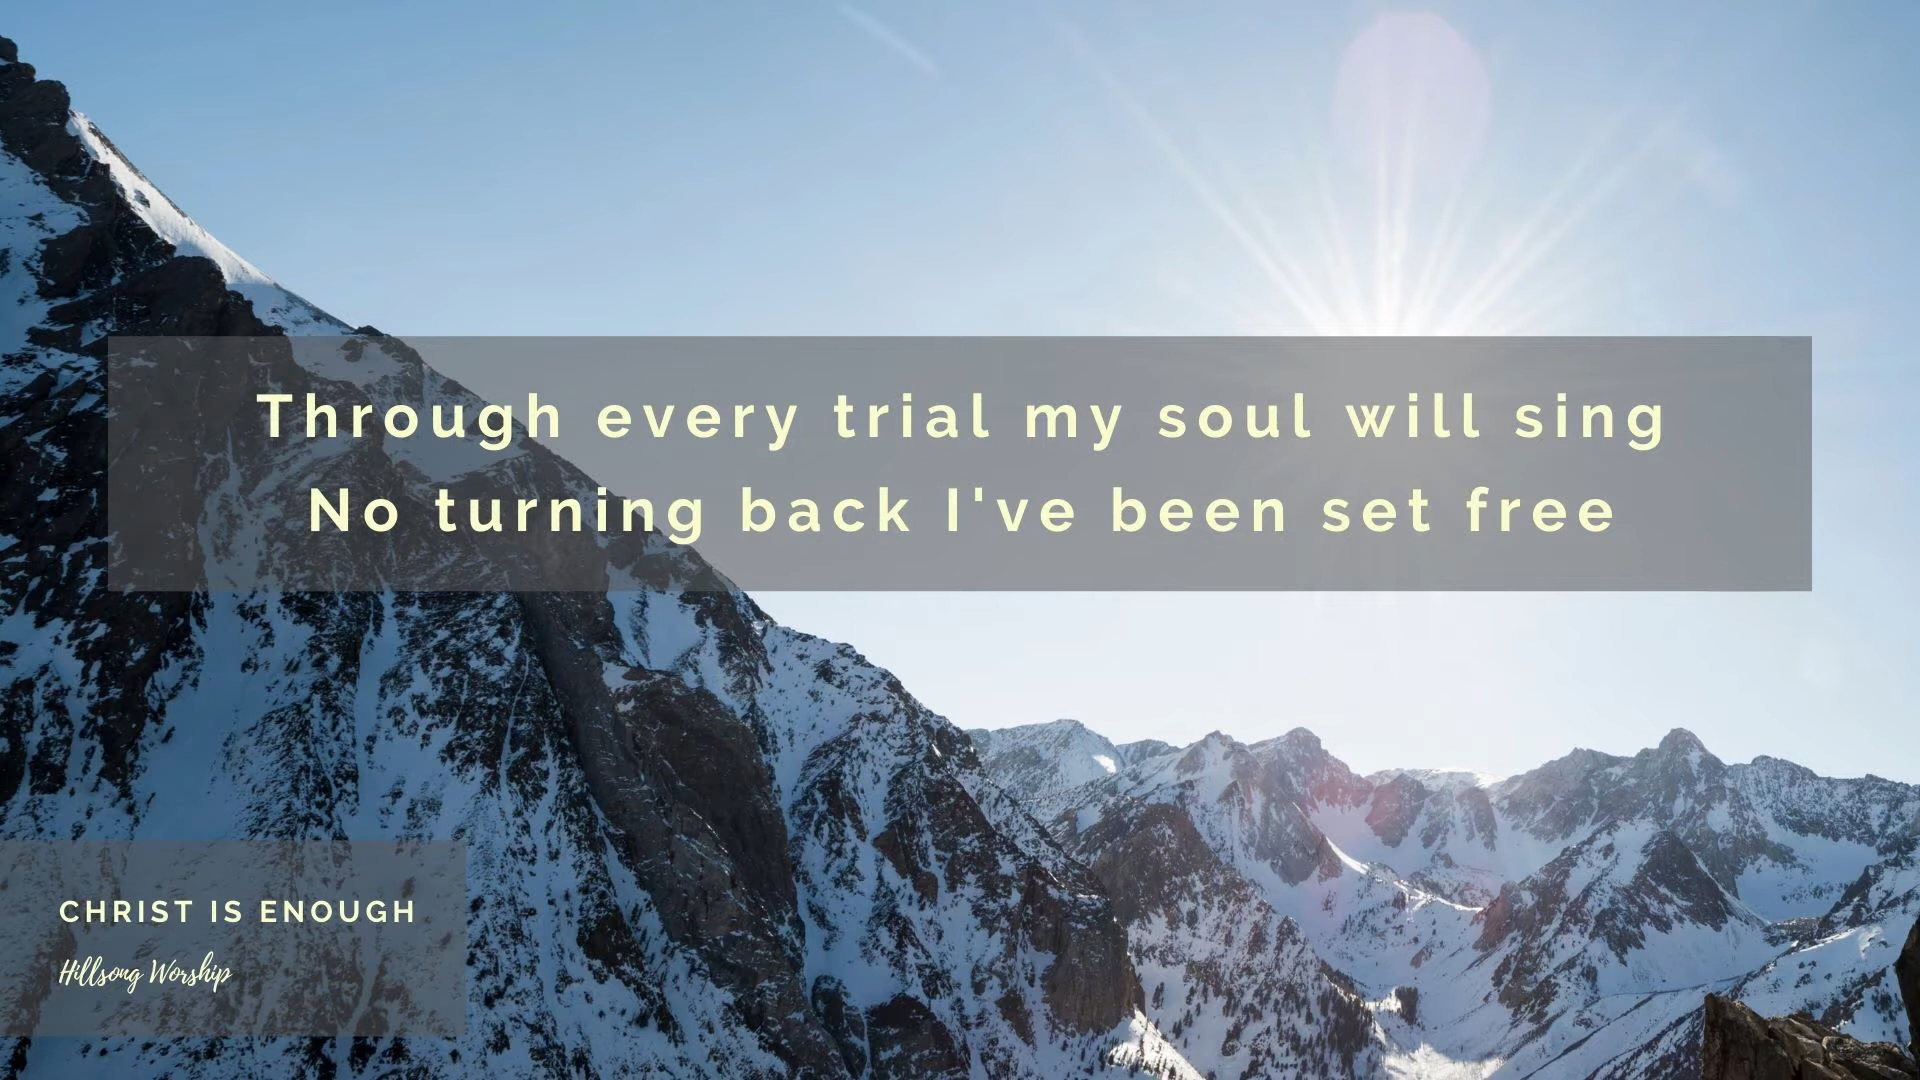 Through every trial my soul will sing
No turning back I've been set free
CHRIST IS ENOUGH
Hillsong Worship